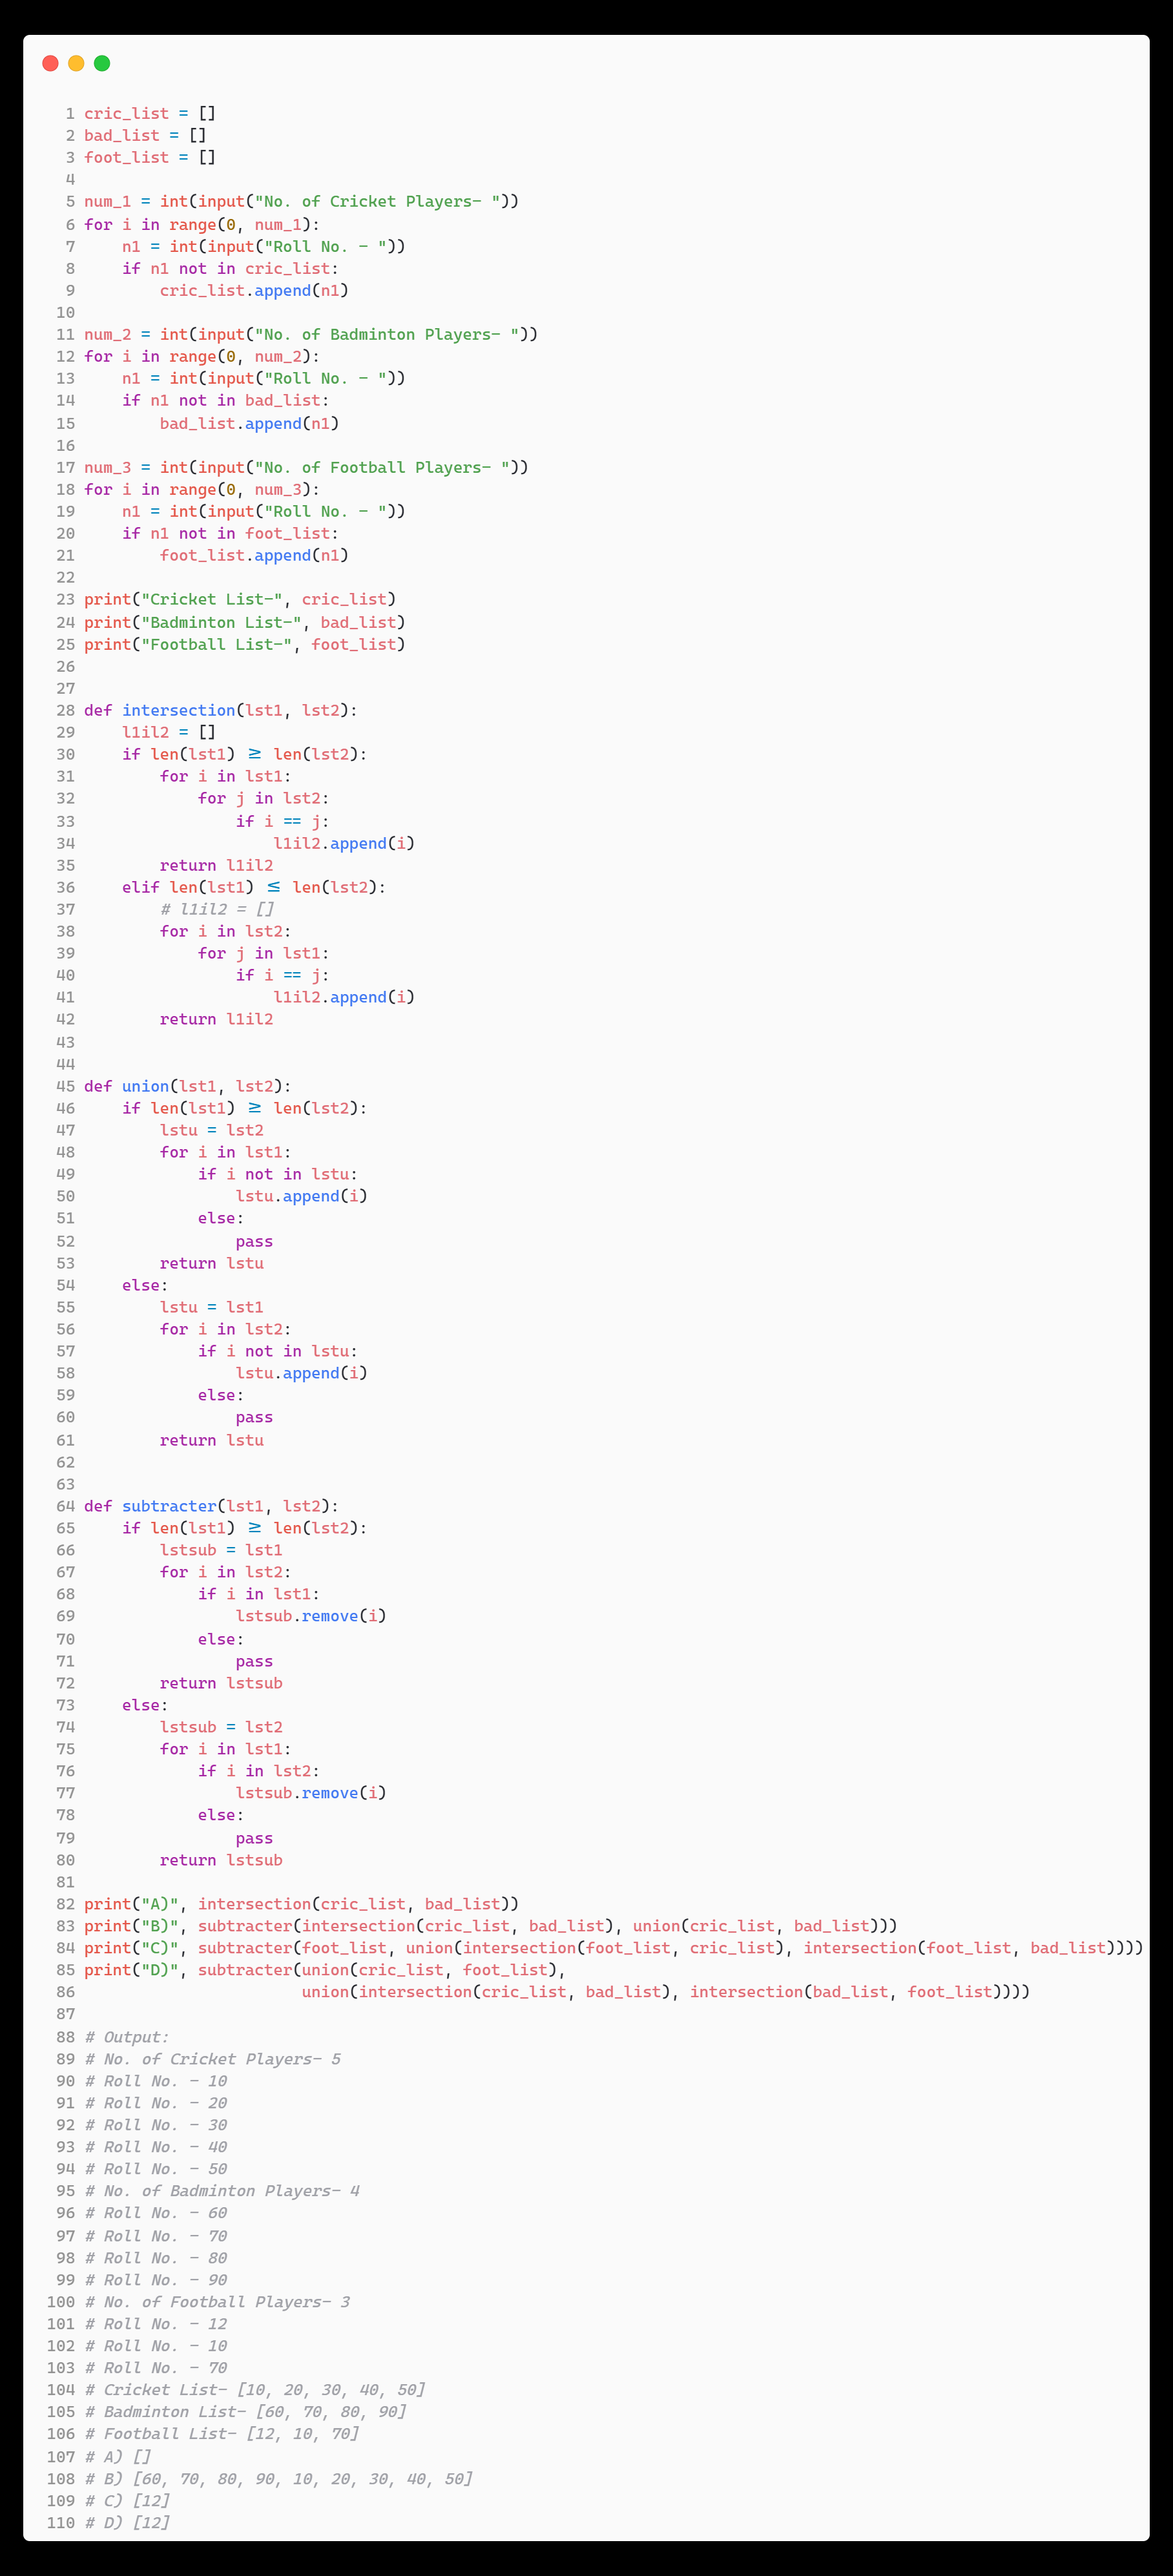 1 cric_list = []
2 bad_list = []
3 foot_list = []
4
5 num_1 = int(input("No. of Cricket Players- "))
6 for i in range(0, num_1):
7     n1 = int(input("Roll No. - "))
8     if n1 not in cric_list:
9         cric_list.append(n1)
10
11 num_2 = int(input("No. of Badminton Players- "))
12 for i in range(0, num_2):
13     n1 = int(input("Roll No. - "))
14     if n1 not in bad_list:
15         bad_list.append(n1)
16
17 num_3 = int(input("No. of Football Players- "))
18 for i in range(0, num_3):
19     n1 = int(input("Roll No. - "))
20     if n1 not in foot_list:
21         foot_list.append(n1)
22
23 print("Cricket List-", cric_list)
24 print("Badminton List-", bad_list)
25 print("Football List-", foot_list)
26
27
28 def intersection(lst1, lst2):
29     l1il2 = []
30     if len(lst1) ≥ len(lst2):
31         for i in lst1:
32             for j in lst2:
33                 if i == j:
34                     l1il2.append(i)
35         return l1il2
36     elif len(lst1) ≤ len(lst2):
37         # l1il2 = []
38         for i in lst2:
39             for j in lst1:
40                 if i == j:
41                     l1il2.append(i)
42         return l1il2
43
44
45 def union(lst1, lst2):
46     if len(lst1) ≥ len(lst2):
47         lstu = lst2
48         for i in lst1:
49             if i not in lstu:
50                 lstu.append(i)
51             else:
52                 pass
53         return lstu
54     else:
55         lstu = lst1
56         for i in lst2:
57             if i not in lstu:
58                 lstu.append(i)
59             else:
60                 pass
61         return lstu
62
63
64 def subtracter(lst1, lst2):
65     if len(lst1) ≥ len(lst2):
66         lstsub = lst1
67         for i in lst2:
68             if i in lst1:
69                 lstsub.remove(i)
70             else:
71                 pass
72         return lstsub
73     else:
74         lstsub = lst2
75         for i in lst1:
76             if i in lst2:
77                 lstsub.remove(i)
78             else:
79                 pass
80         return lstsub
81
82 print("A)", intersection(cric_list, bad_list))
83 print("B)", subtracter(intersection(cric_list, bad_list), union(cric_list, bad_list)))
84 print("C)", subtracter(foot_list, union(intersection(foot_list, cric_list), intersection(foot_list, bad_list))))
85 print("D)", subtracter(union(cric_list, foot_list),
86                        union(intersection(cric_list, bad_list), intersection(bad_list, foot_list))))
87
88 # Output:
89 # No. of Cricket Players- 5
90 # Roll No. - 10
91 # Roll No. - 20
92 # Roll No. - 30
93 # Roll No. - 40
94 # Roll No. - 50
95 # No. of Badminton Players- 4
96 # Roll No. - 60
97 # Roll No. - 70
98 # Roll No. - 80
99 # Roll No. - 90
100 # No. of Football Players- 3
101 # Roll No. - 12
102 # Roll No. - 10
103 # Roll No. - 70
104 # Cricket List- [10, 20, 30, 40, 50]
105 # Badminton List- [60, 70, 80, 90]
106 # Football List- [12, 10, 70]
107 # A) []
108 # B) [60, 70, 80, 90, 10, 20, 30, 40, 50]
109 # C) [12]
110 # D) [12]